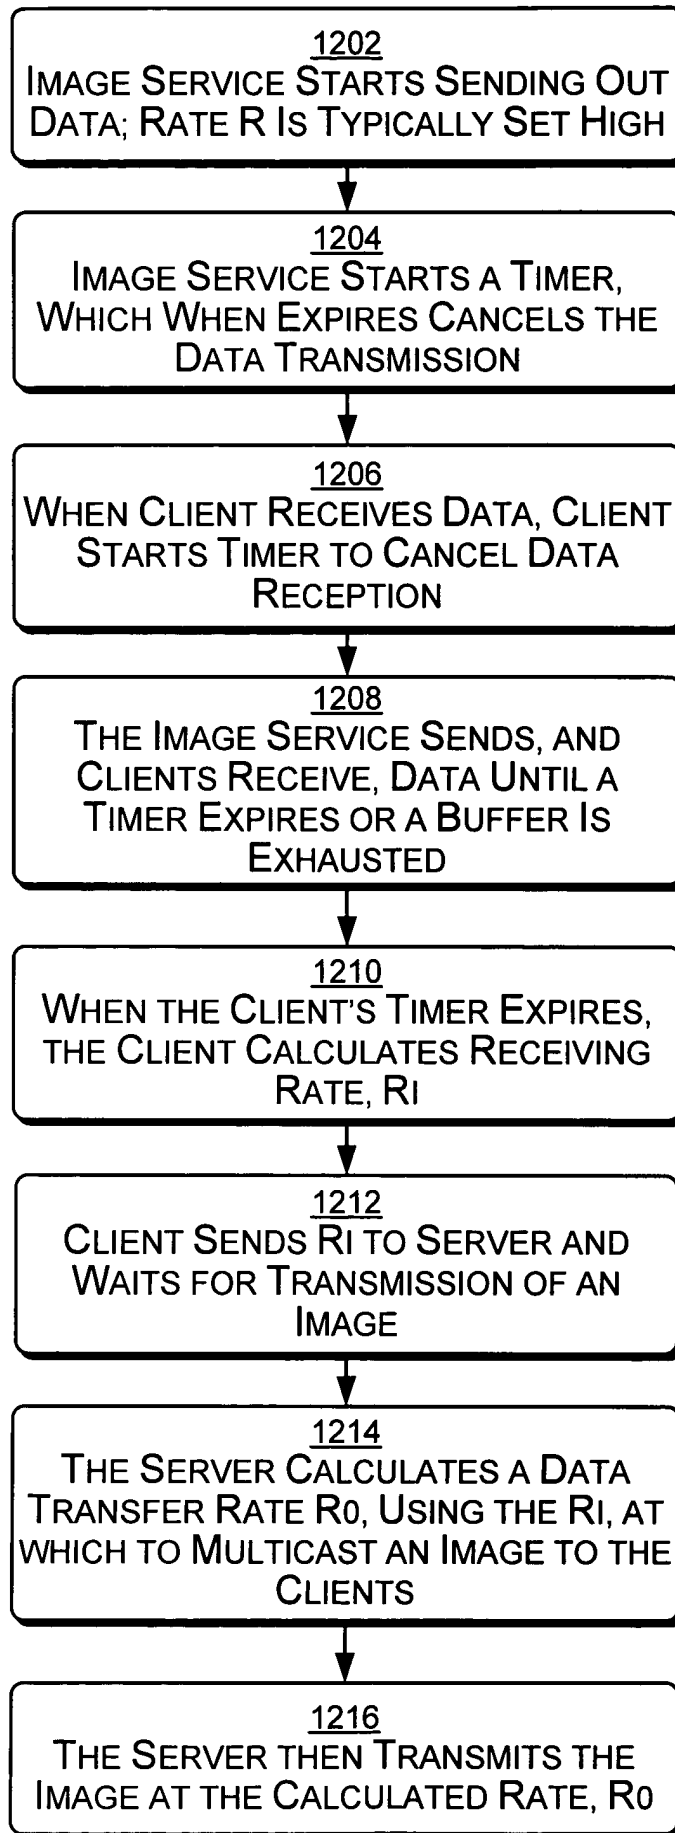 1202
IMAGE SERVICE STARTS SENDING OUT
DATA; RATE R IS TYPICALLY SET HIGH
1204
IMAGE SERVICE STARTS A TIMER,
WHICH WHEN EXPIRES CANCELS THE
DATA TRANSMISSION
1206
WHEN CLIENT RECEIVES DATA, CLIENT
STARTS TIMER TO CANCEL DATA
RECEPTION
1208
THE IMAGE SERVICE SENDS, AND
CLIENTS RECEIVE, DATA UNTIL A
TIMER EXPIRES OR A BUFFER IS
EXHAUSTED
1210
WHEN THE CLIENT'S TIMER EXPIRES,
THE CLIENT CALCULATES RECEIVING
RATE, RI
1212
CLIENT SENDS RI TO SERVER AND
WAITS FOR TRANSMISSION OF AN
IMAGE
1214
THE SERVER CALCULATES A DATA
TRANSFER RATE R0, USING THE RI, AT
WHICH TO MULTICAST AN IMAGE TO THE
CLIENTS
1216
THE SERVER THEN TRANSMITS THE
IMAGE AT THE CALCULATED RATE, R0